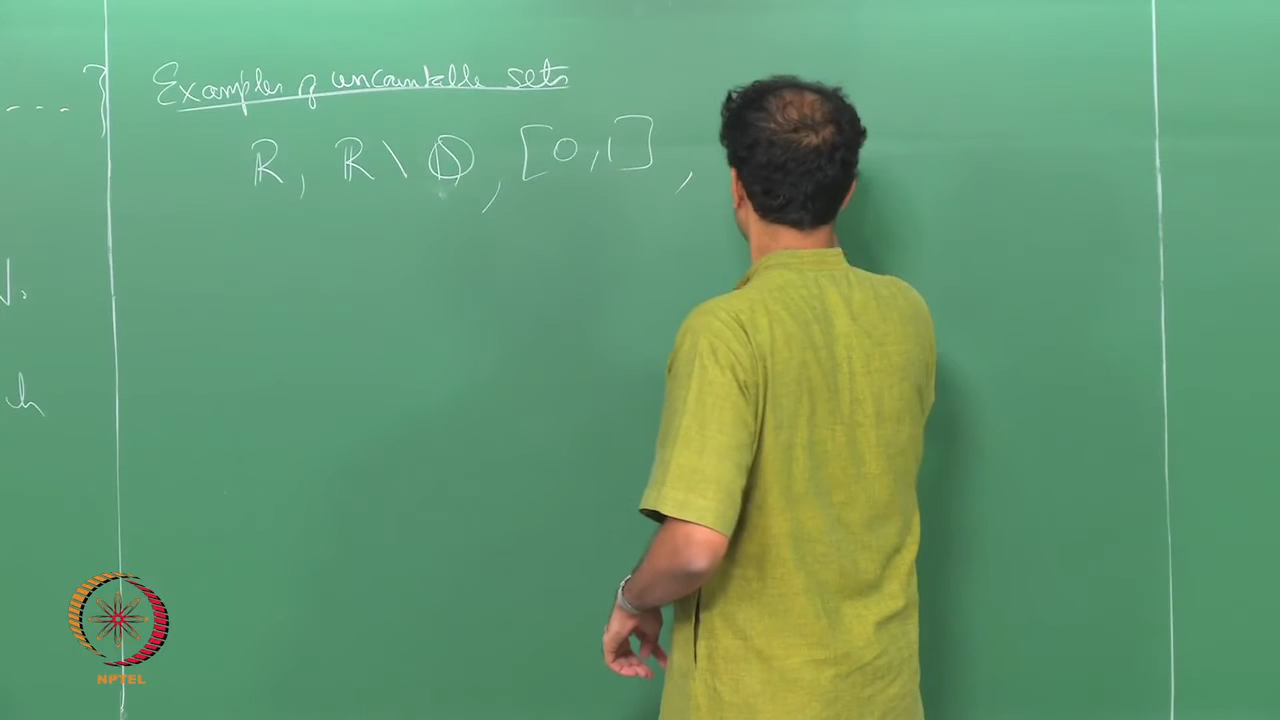 --- }
Examples of uncountable sets
ℝ, ℝ \ ℚ, [0,1],
N.
h
NPTEL